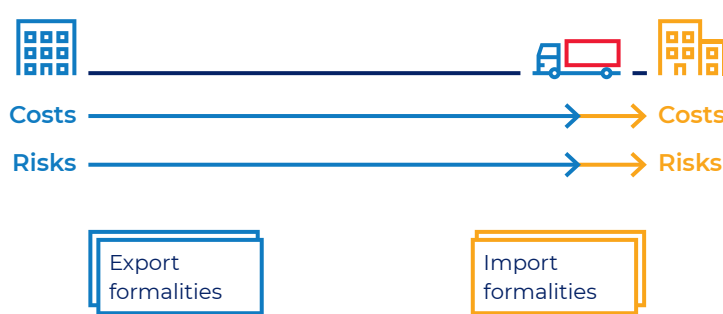 Costs Costs
Risks Risks
Export
formalities
Import
formalities